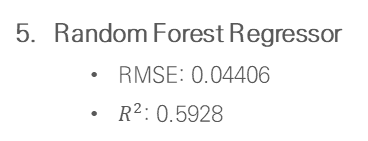 5. Random Forest Regressor
• RMSE: 0.04406
• R²: 0.5928